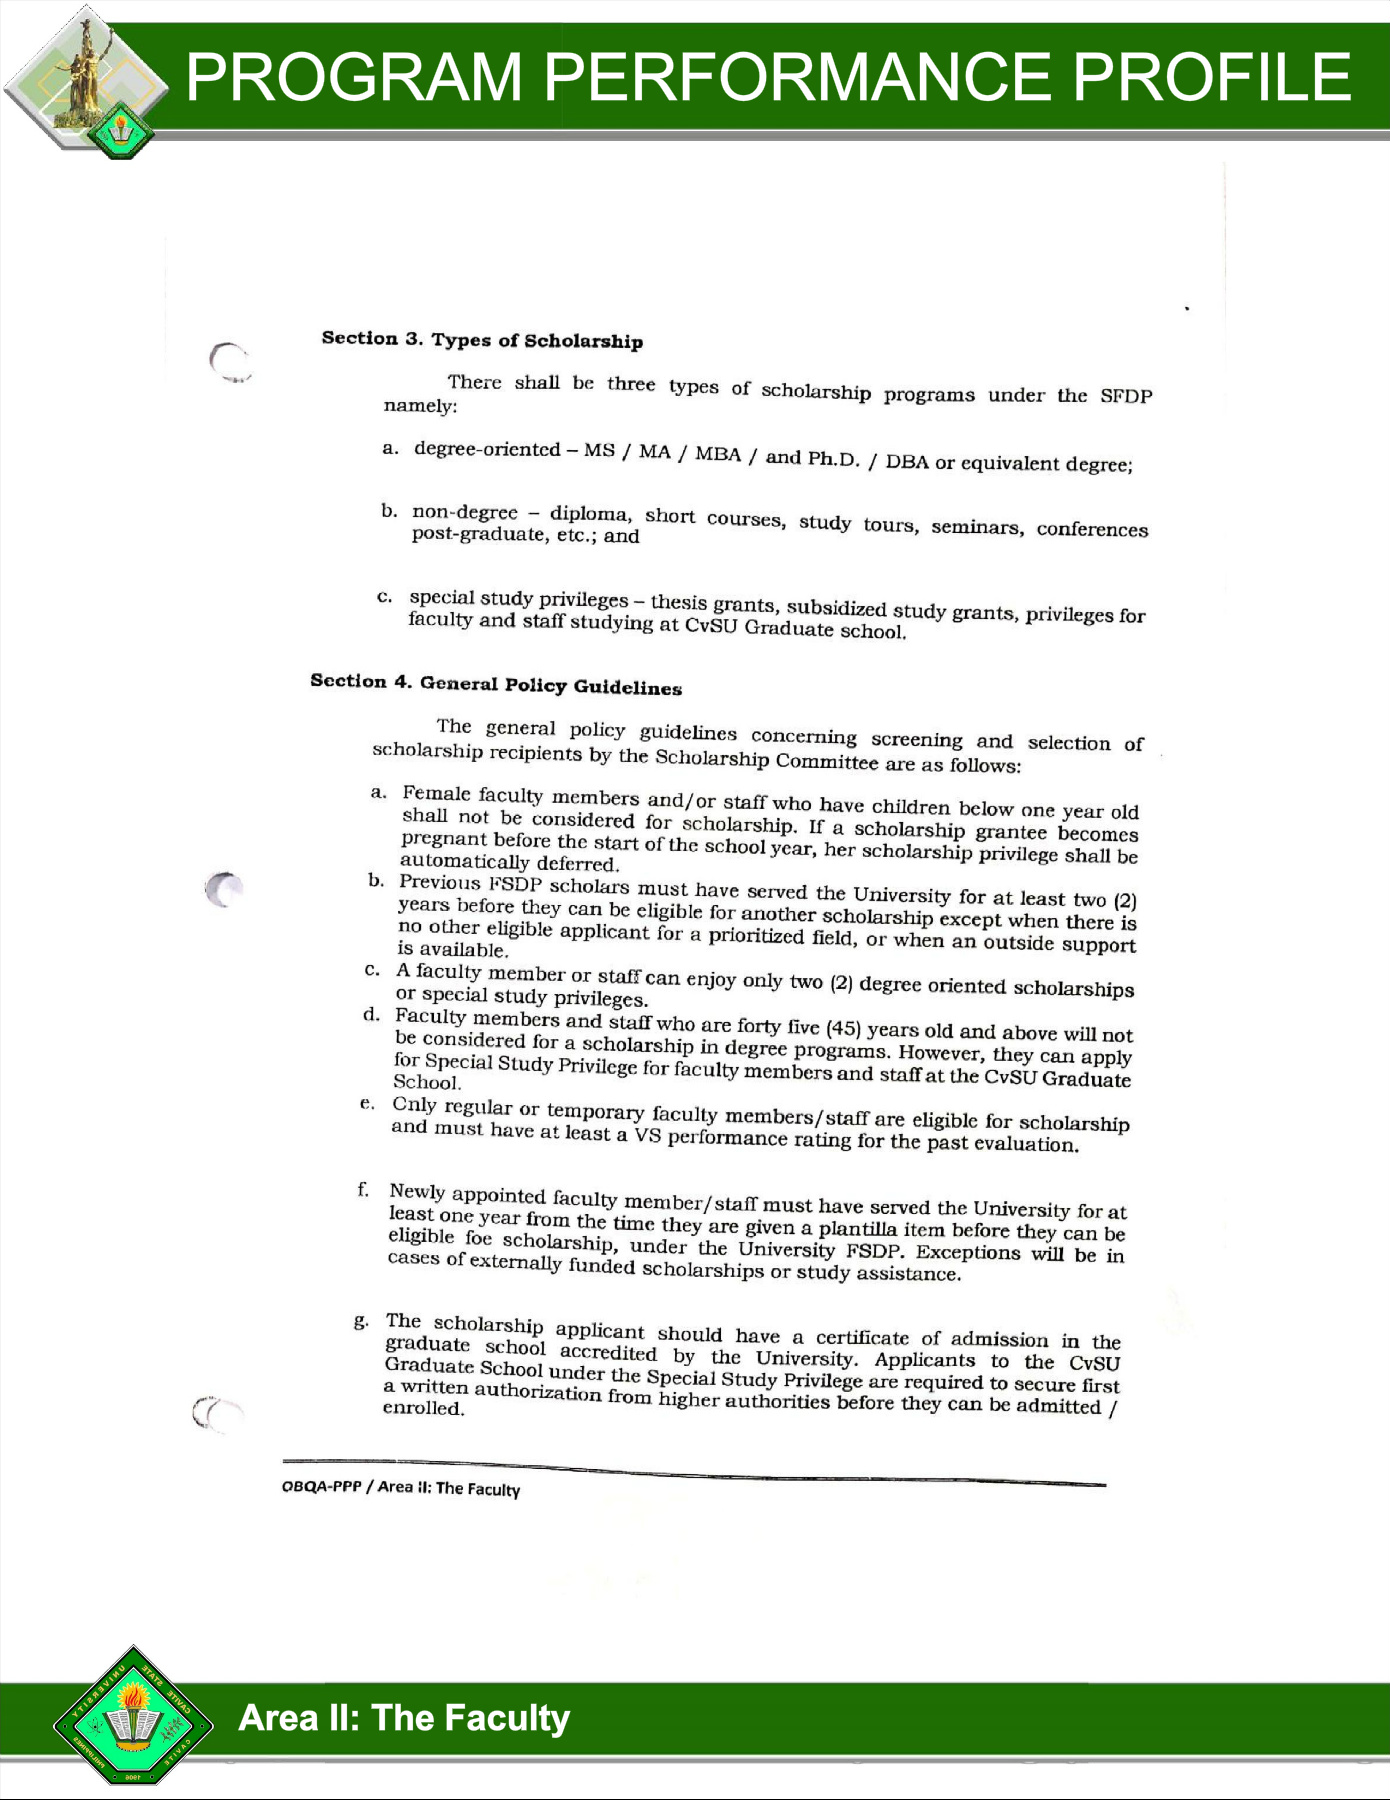 PROGRAM PERFORMANCE PROFILE
Section 3. Types of Scholarship
There shall be three types of scholarship programs under the SFDP
namely:
a. degree-oriented – MS / MA / MBA / and Ph.D. / DBA or equivalent degree;
b. non-degree – diploma, short courses, study tours, seminars, conferences
post-graduate, etc.; and
c. special study privileges – thesis grants, subsidized study grants, privileges for
faculty and staff studying at CvSU Graduate school.
Section 4. General Policy Guidelines
The general policy guidelines concerning screening and selection of
scholarship recipients by the Scholarship Committee are as follows:
a. Female faculty members and/or staff who have children below one year old
shall not be considered for scholarship. If a scholarship grantee becomes
pregnant before the start of the school year, her scholarship privilege shall be
automatically deferred.
b. Previous FSDP scholars must have served the University for at least two (2)
years before they can be eligible for another scholarship except when there is
no other eligible applicant for a prioritized field, or when an outside support
is available.
c. A faculty member or staff can enjoy only two (2) degree oriented scholarships
or special study privileges.
d. Faculty members and staff who are forty five (45) years old and above will not
be considered for a scholarship in degree programs. However, they can apply
for Special Study Privilege for faculty members and staff at the CvSU Graduate
School.
e. Only regular or temporary faculty members/staff are eligible for scholarship
and must have at least a VS performance rating for the past evaluation.
f. Newly appointed faculty member/staff must have served the University for at
least one year from the time they are given a plantilla item before they can be
eligible foe scholarship, under the University FSDP. Exceptions will be in
cases of externally funded scholarships or study assistance.
g. The scholarship applicant should have a certificate of admission in the
graduate school accredited by the University. Applicants to the CvSU
Graduate School under the Special Study Privilege are required to secure first
a written authorization from higher authorities before they can be admitted /
enrolled.
OBQA-PPP / Area II: The Faculty
CAVITE STATE UNIVERSITY
CAVITE PHILIPPINES
1906
Area II: The Faculty